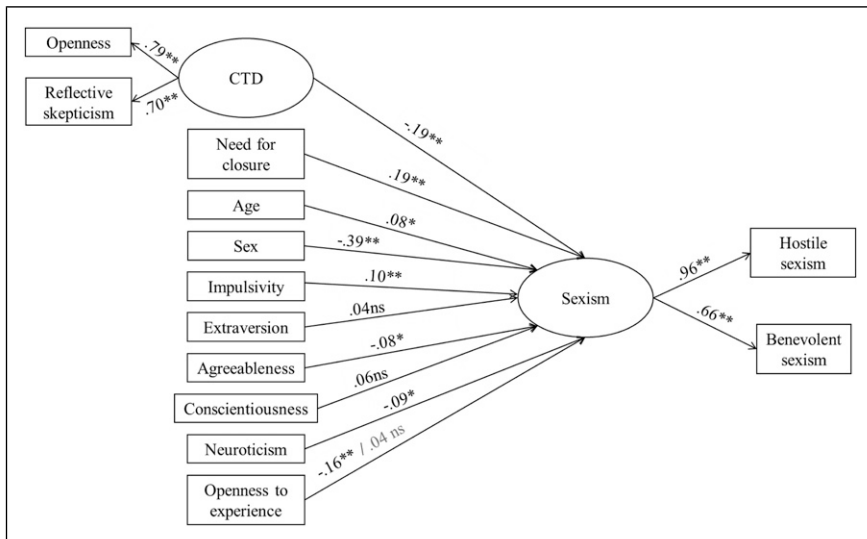 Openness
.79**
CTD
Reflective
skepticism
.70**
-.19**
Need for
closure
.19**
Age
.08*
Sex
-.39**
Hostile
sexism
.96**
Impulsivity
.10**
Sexism
Extraversion
.04ns
.66**
Benevolent
sexism
Agreeableness
-.08*
Conscientiousness
.06ns
Neuroticism
-.09*
Openness to
experience
-.16** / .04 ns